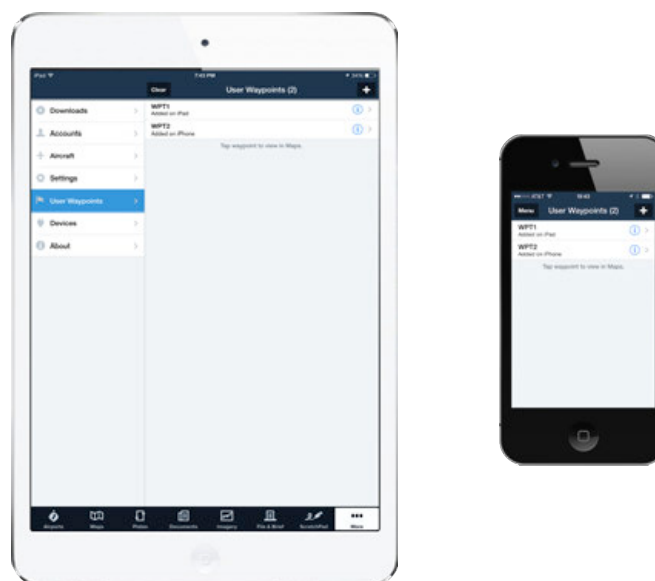 iPad
7:43 PM
Clear
User Waypoints (2)
+
Downloads
Accounts
Aircraft
Settings
User Waypoints
Devices
About
WPT1
Added on iPad
WPT2
Added on iPhone
Tap waypoint to view in Maps.
Airports
Maps
Plates
Documents
Imagery
File & Brief
ScratchPad
More
AT&T
Menu
User Waypoints (2)
+
WPT1
Added on iPad
WPT2
Added on iPhone
Tap waypoint to view in Maps.